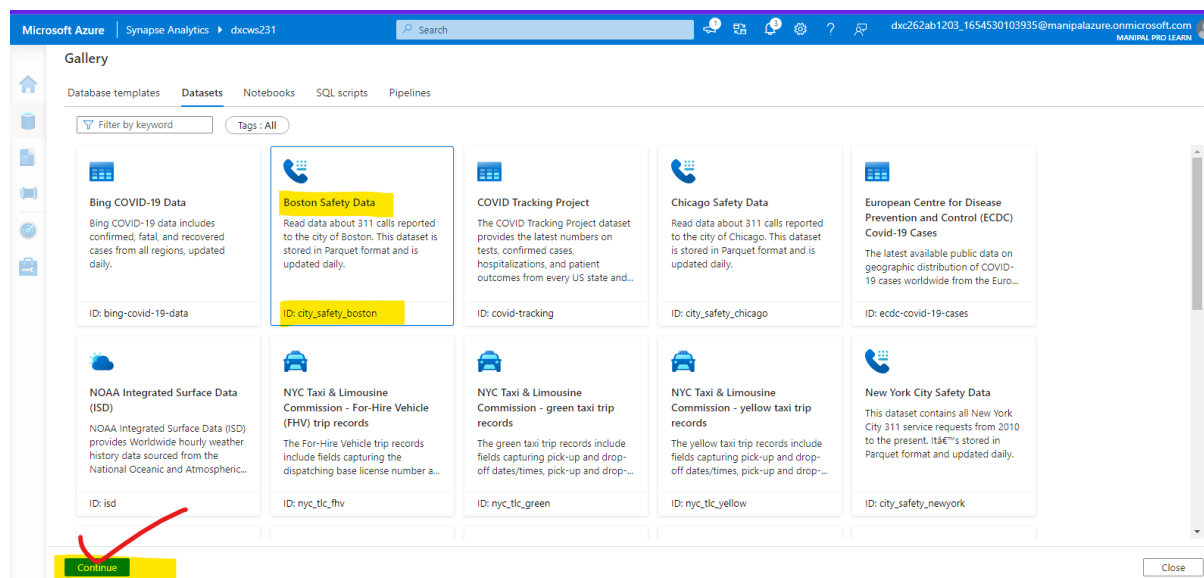 Microsoft Azure
Synapse Analytics
dxcws231
Search
1
3
?
dxc262ab1203_1654530103935@manipalazure.onmicrosoft.com
MANIPAL PRO LEARN
Gallery
Database templates Datasets Notebooks SQL scripts Pipelines
Filter by keyword
Tags : All
Bing COVID-19 Data
Bing COVID-19 data includes
confirmed, fatal, and recovered
cases from all regions, updated
daily.
ID: bing-covid-19-data
Boston Safety Data
Read data about 311 calls reported
to the city of Boston. This dataset is
stored in Parquet format and is
updated daily.
ID: city_safety_boston
COVID Tracking Project
The COVID Tracking Project dataset
provides the latest numbers on
tests, confirmed cases,
hospitalizations, and patient
outcomes from every US state and...
ID: covid-tracking
Chicago Safety Data
Read data about 311 calls reported
to the city of Chicago. This dataset
is stored in Parquet format and is
updated daily.
ID: city_safety_chicago
European Centre for Disease
Prevention and Control (ECDC)
Covid-19 Cases
The latest available public data on
geographic distribution of COVID-
19 cases worldwide from the Euro...
ID: ecdc-covid-19-cases
NOAA Integrated Surface Data
(ISD)
NOAA Integrated Surface Data (ISD)
provides Worldwide hourly weather
history data sourced from the
National Oceanic and Atmospheric...
ID: isd
NYC Taxi & Limousine
Commission - For-Hire Vehicle
(FHV) trip records
The For-Hire Vehicle trip records
include fields capturing the
dispatching base license number a...
ID: nyc_tlc_fhv
NYC Taxi & Limousine
Commission - green taxi trip
records
The green taxi trip records include
fields capturing pick-up and drop-
off dates/times, pick-up and drop-...
ID: nyc_tlc_green
NYC Taxi & Limousine
Commission - yellow taxi trip
records
The yellow taxi trip records include
fields capturing pick-up and drop-
off dates/times, pick-up and drop-...
ID: nyc_tlc_yellow
New York City Safety Data
This dataset contains all New York
City 311 service requests from 2010
to the present. Itâ€™s stored in
Parquet format and updated daily.
ID: city_safety_newyork
Continue
Close